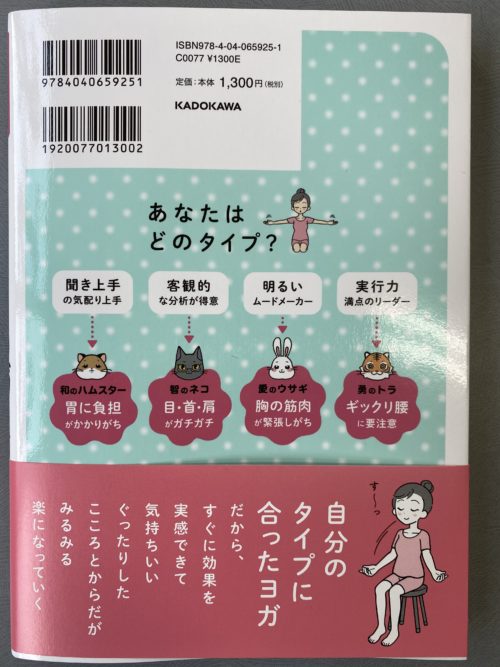 ISBN978-4-04-065925-1
C0077 ¥1300E
定価:本体 1,300円(税別)
KADOKAWA
9784040659251
1920077013002
あなたは
どのタイプ?
聞き上手
の気配り上手
客観的
な分析が得意
明るい
ムードメーカー
実行力
満点のリーダー
和のハムスター
胃に負担
がかかりがち
智のネコ
目・首・肩
がガチガチ
愛のウサギ
胸の筋肉
が緊張しがち
勇のトラ
ギックリ腰
に要注意
す〜っ
自分の
タイプに
合ったヨガ
だから、
すぐに効果を
実感できて
気持ちいい
ぐったりした
こころとからだが
みるみる
楽になっていく